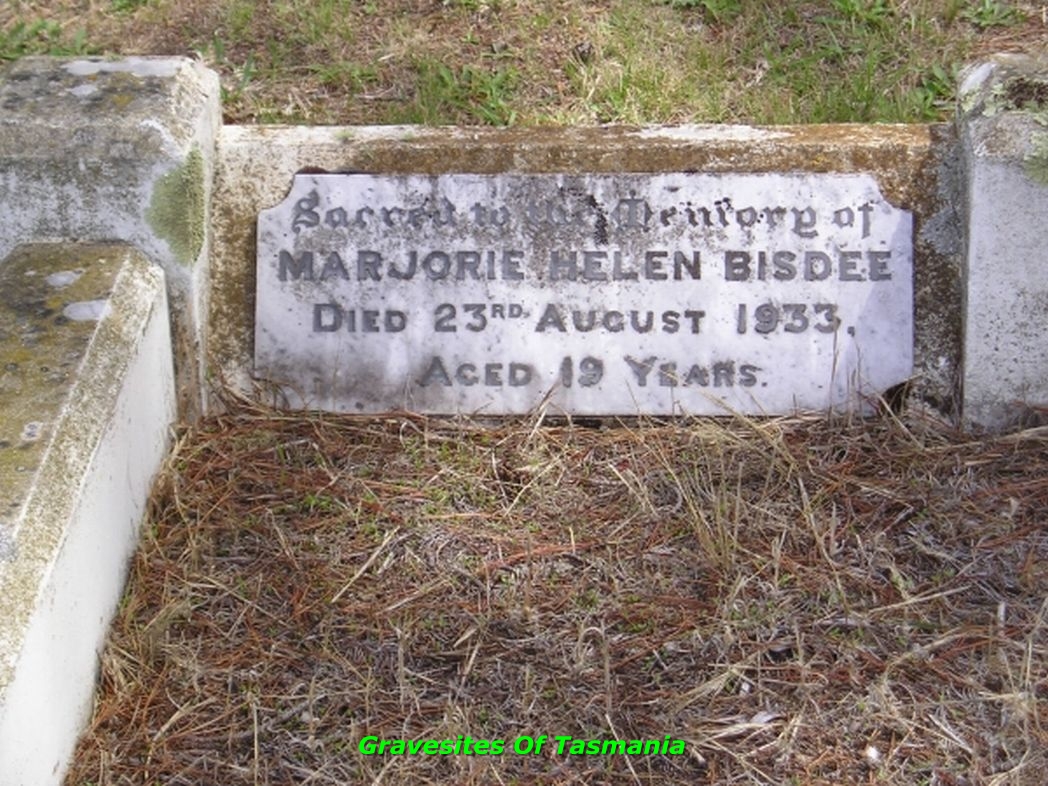 Sacred to the Memory of
MARJORIE HELEN BISDEE
DIED 23RD AUGUST 1933,
AGED 19 YEARS.
Gravesites Of Tasmania